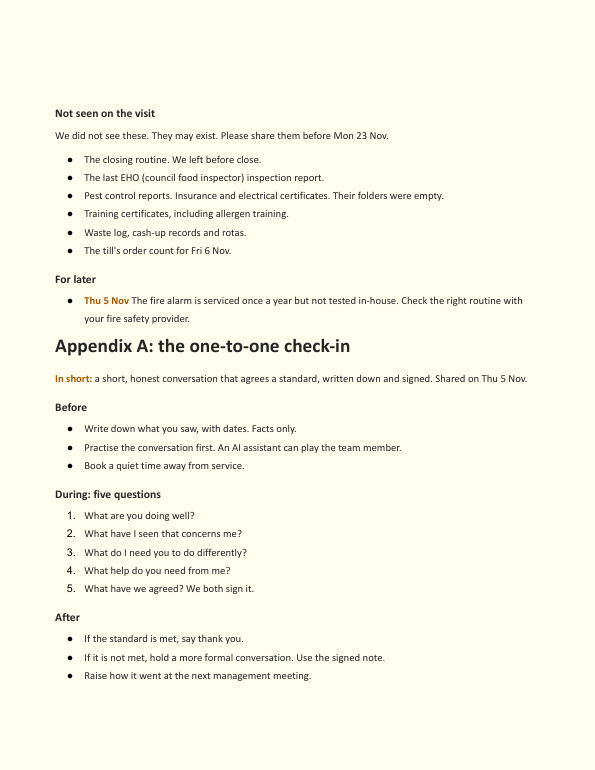 Not seen on the visit
We did not see these. They may exist. Please share them before Mon 23 Nov.
● The closing routine. We left before close.
● The last EHO (council food inspector) inspection report.
● Pest control reports. Insurance and electrical certificates. Their folders were empty.
● Training certificates, including allergen training.
● Waste log, cash-up records and rotas.
● The till's order count for Fri 6 Nov.
For later
● Thu 5 Nov The fire alarm is serviced once a year but not tested in-house. Check the right routine with
your fire safety provider.
Appendix A: the one-to-one check-in
In short: a short, honest conversation that agrees a standard, written down and signed. Shared on Thu 5 Nov.
Before
● Write down what you saw, with dates. Facts only.
● Practise the conversation first. An AI assistant can play the team member.
● Book a quiet time away from service.
During: five questions
1. What are you doing well?
2. What have I seen that concerns me?
3. What do I need you to do differently?
4. What help do you need from me?
5. What have we agreed? We both sign it.
After
● If the standard is met, say thank you.
● If it is not met, hold a more formal conversation. Use the signed note.
● Raise how it went at the next management meeting.